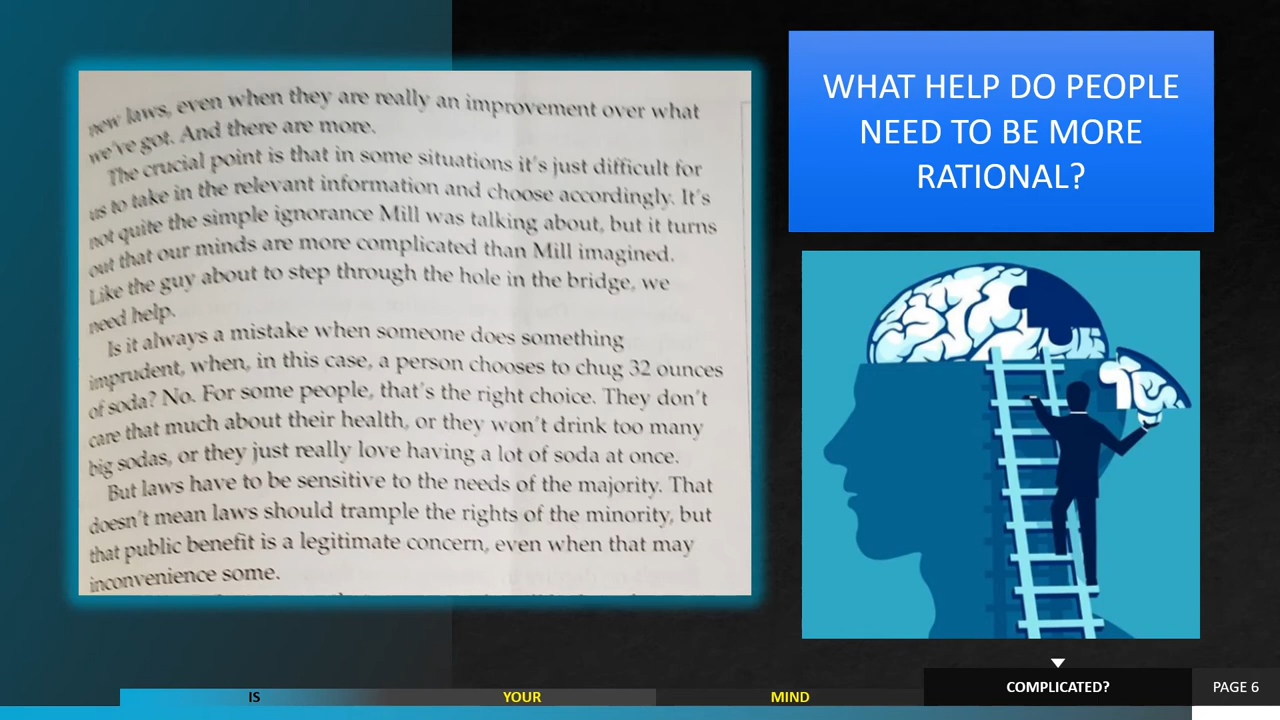 new laws, even when they are really an improvement over what
we've got. And there are more.
The crucial point is that in some situations it's just difficult for
us to take in the relevant information and choose accordingly. It's
not quite the simple ignorance Mill was talking about, but it turns
out that our minds are more complicated than Mill imagined.
Like the guy about to step through the hole in the bridge, we
need help.
Is it always a mistake when someone does something
imprudent, when, in this case, a person chooses to chug 32 ounces
of soda? No. For some people, that's the right choice. They don't
care that much about their health, or they won't drink too many
big sodas, or they just really love having a lot of soda at once.
But laws have to be sensitive to the needs of the majority. That
doesn't mean laws should trample the rights of the minority, but
that public benefit is a legitimate concern, even when that may
inconvenience some.
WHAT HELP DO PEOPLE
NEED TO BE MORE
RATIONAL?
IS YOUR MIND COMPLICATED?
PAGE 6